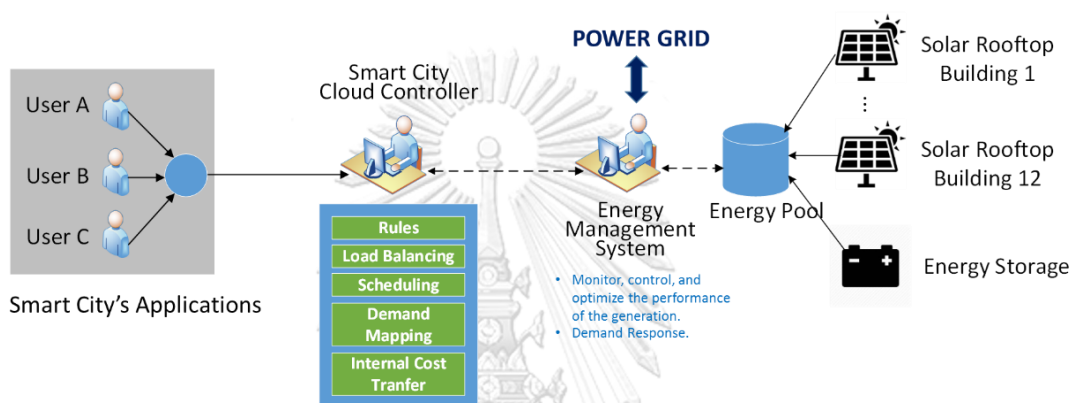 POWER GRID
Smart City
Cloud Controller
Solar Rooftop
Building 1
User A
User B
User C
Smart City's Applications
Rules
Load Balancing
Scheduling
Demand
Mapping
Internal Cost
Tranfer
Energy
Management
System
• Monitor, control, and
optimize the performance
of the generation.
• Demand Response.
Energy Pool
Solar Rooftop
Building 12
Energy Storage